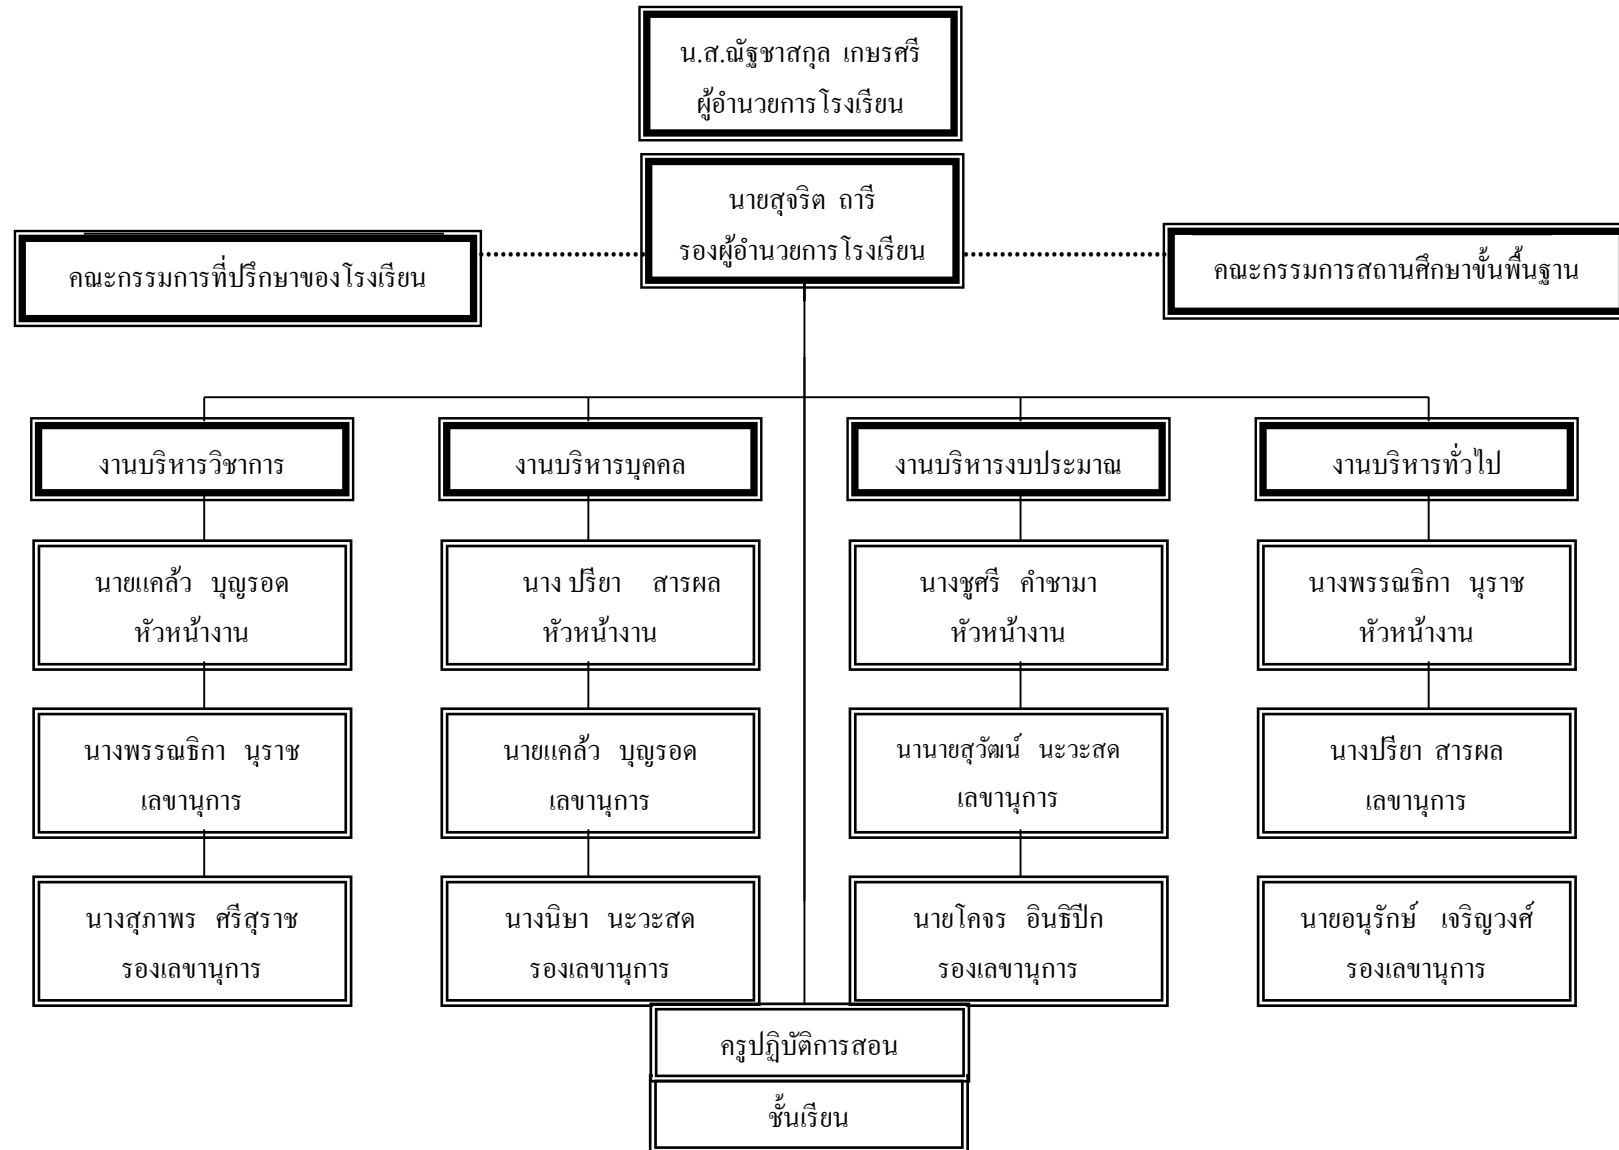 น.ส.ณัฐชาสกุล เกษรศรี
ผู้อำนวยการโรงเรียน
นายสุจริต ถารี
รองผู้อำนวยการโรงเรียน
คณะกรรมการที่ปรึกษาของโรงเรียน
คณะกรรมการสถานศึกษาขั้นพื้นฐาน
งานบริหารวิชาการ
งานบริหารบุคคล
งานบริหารงบประมาณ
งานบริหารทั่วไป
นายแคล้ว บุญรอด
หัวหน้างาน
นาง ปรียา สารผล
หัวหน้างาน
นางชูศรี คำชามา
หัวหน้างาน
นางพรรณธิกา นุราช
หัวหน้างาน
นางพรรณธิกา นุราช
เลขานุการ
นายแคล้ว บุญรอด
เลขานุการ
นานายสุวัฒน์ นะวะสด
เลขานุการ
นางปรียา สารผล
เลขานุการ
นางสุภาพร ศรีสุราช
รองเลขานุการ
นางนิษา นะวะสด
รองเลขานุการ
นายโคจร อินธิปีก
รองเลขานุการ
นายอนุรักษ์ เจริญวงศ์
รองเลขานุการ
ครูปฏิบัติการสอน
ชั้นเรียน